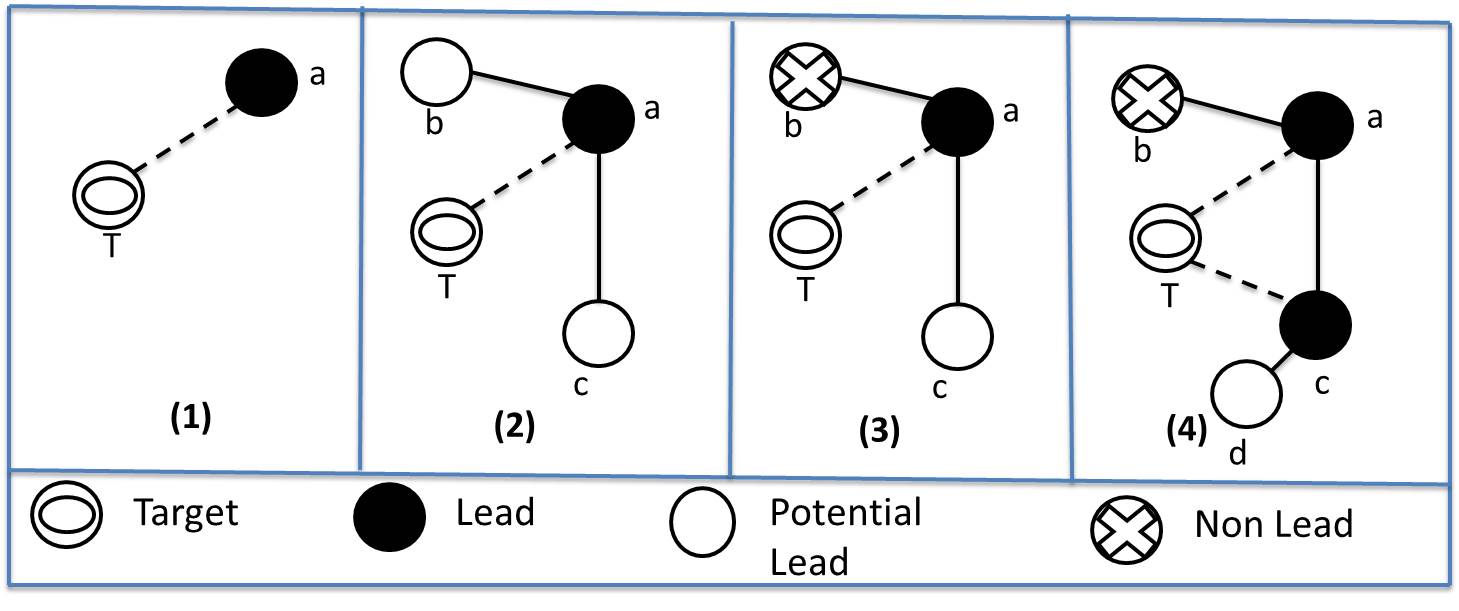 a
T
(1)
b
a
T
c
(2)
b
a
T
c
(3)
b
a
T
c
d
(4)
Target
Lead
Potential
Lead
Non Lead